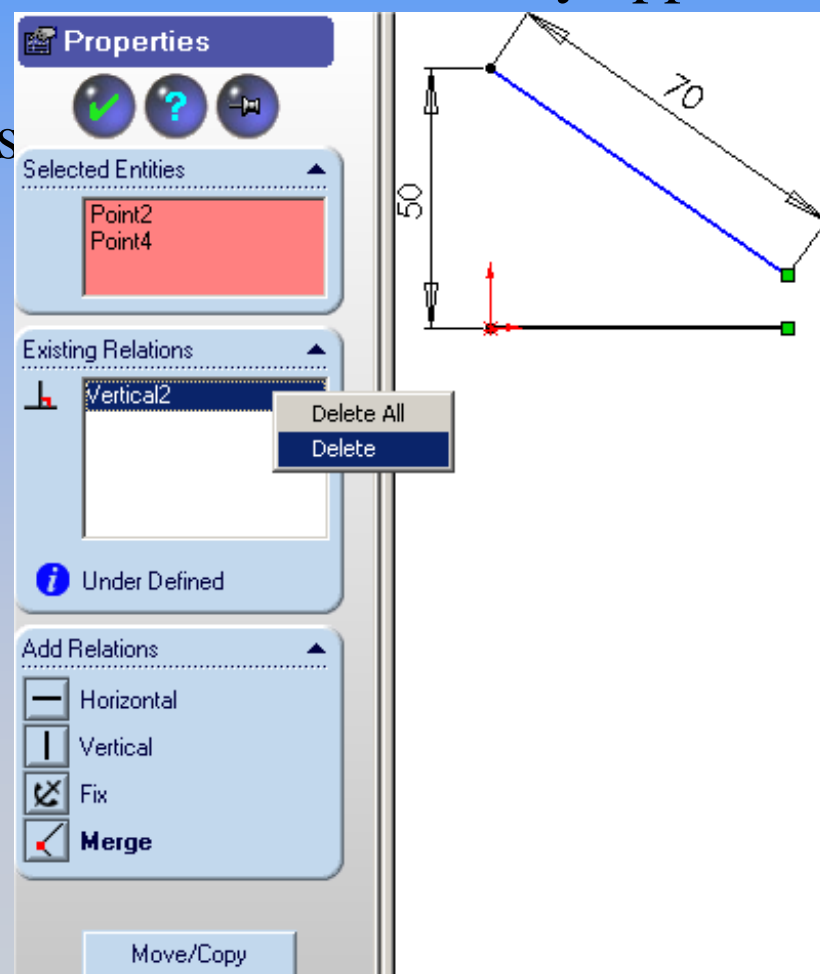 Properties
Selected Entities
Point2
Point4
Existing Relations
Vertical2
Delete All
Delete
Under Defined
Add Relations
Horizontal
Vertical
Fix
Merge
Move/Copy
70
50